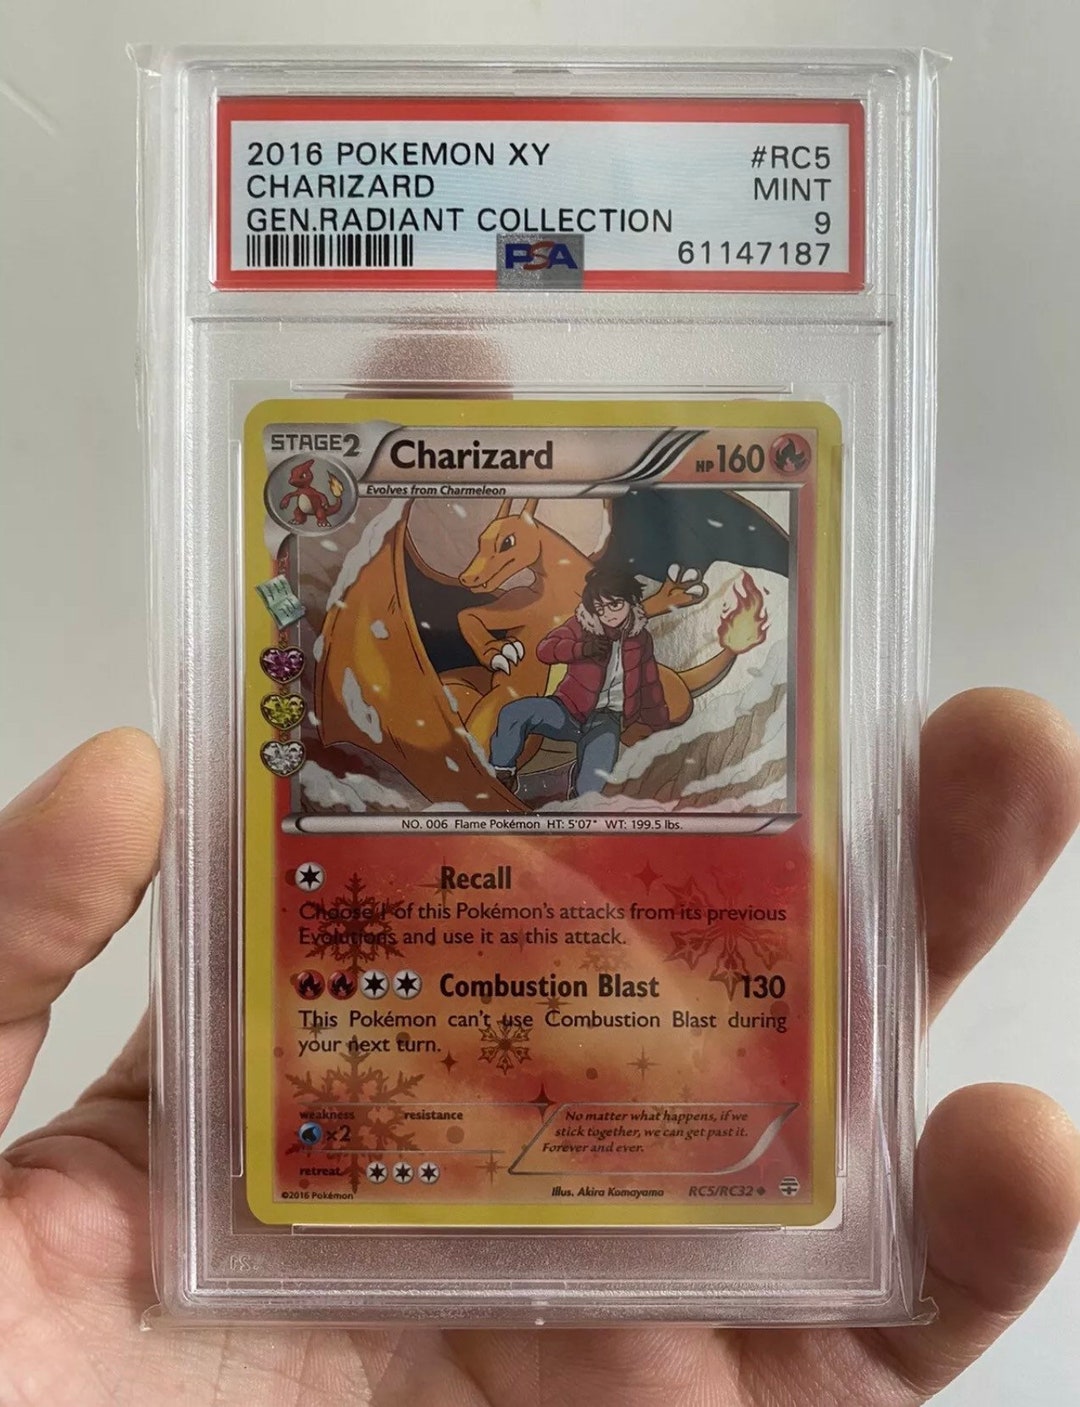 2016 POKEMON XY #RC5
CHARIZARD MINT
GEN.RADIANT COLLECTION 9
PSA 61147187
STAGE2 Charizard HP160
Evolves from Charmeleon
NO. 006 Flame Pokémon HT: 5'07" WT: 199.5 lbs.
Recall
Choose 1 of this Pokémon's attacks from its previous
Evolutions and use it as this attack.
Combustion Blast 130
This Pokémon can't use Combustion Blast during
your next turn.
weakness resistance
×2
retreat
No matter what happens, if we
stick together, we can get past it.
Forever and ever.
©2016 Pokémon Illus. Akira Komayama RC5/RC32